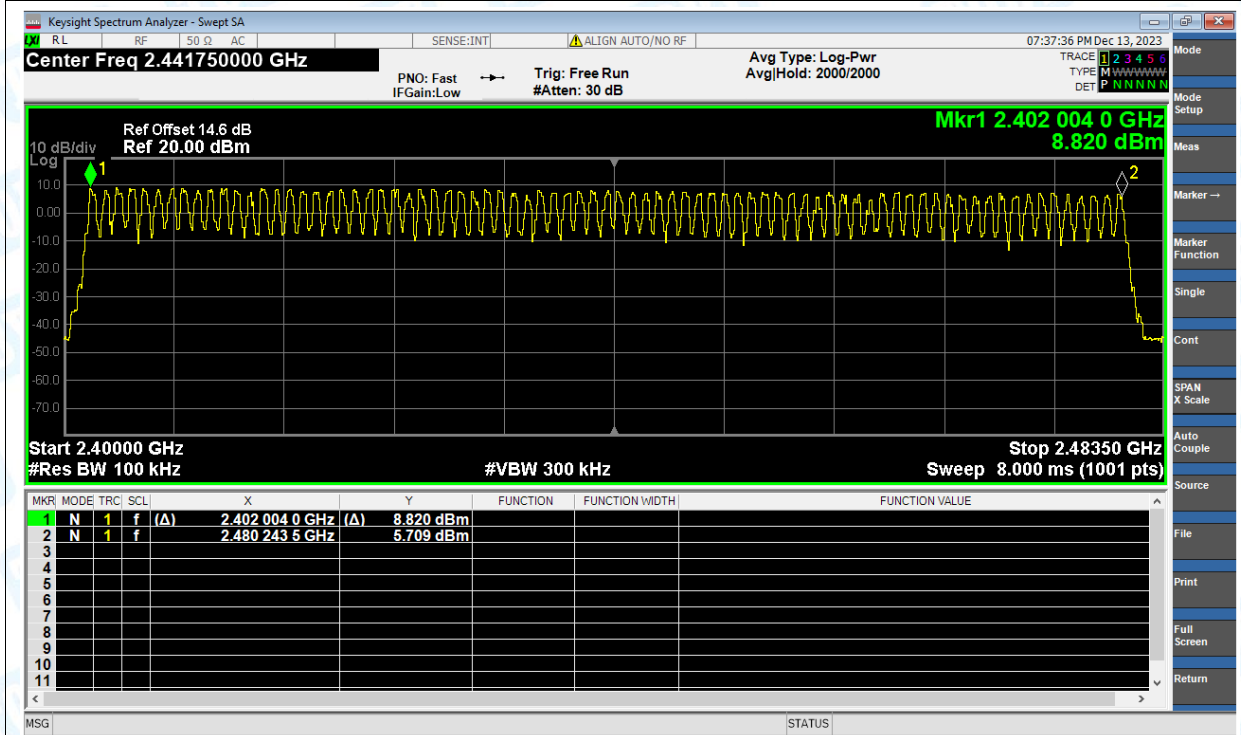 Keysight Spectrum Analyzer - Swept SA
LXI RL RF 50 Ω AC SENSE:INT ALIGN AUTO/NO RF 07:37:36 PM Dec 13, 2023
Center Freq 2.441750000 GHz
PNO: Fast
IFGain:Low
Trig: Free Run
#Atten: 30 dB
Avg Type: Log-Pwr
Avg|Hold: 2000/2000
TRACE 1 2 3 4 5 6
TYPE M WWWWW
DET P N N N N N
Mkr1 2.402 004 0 GHz
8.820 dBm
Ref Offset 14.6 dB
10 dB/div Ref 20.00 dBm
Log
1
2
10.0
0.00
-10.0
-20.0
-30.0
-40.0
-50.0
-60.0
-70.0
Start 2.40000 GHz Stop 2.48350 GHz
#Res BW 100 kHz #VBW 300 kHz Sweep 8.000 ms (1001 pts)
MKR MODE TRC SCL X Y FUNCTION FUNCTION WIDTH FUNCTION VALUE
1 N 1 f (Δ) 2.402 004 0 GHz (Δ) 8.820 dBm
2 N 1 f 2.480 243 5 GHz 5.709 dBm
3
4
5
6
7
8
9
10
11
MSG STATUS
Mode
Mode
Setup
Meas
Marker →
Marker
Function
Single
Cont
SPAN
X Scale
Auto
Couple
Source
File
Print
Full
Screen
Return